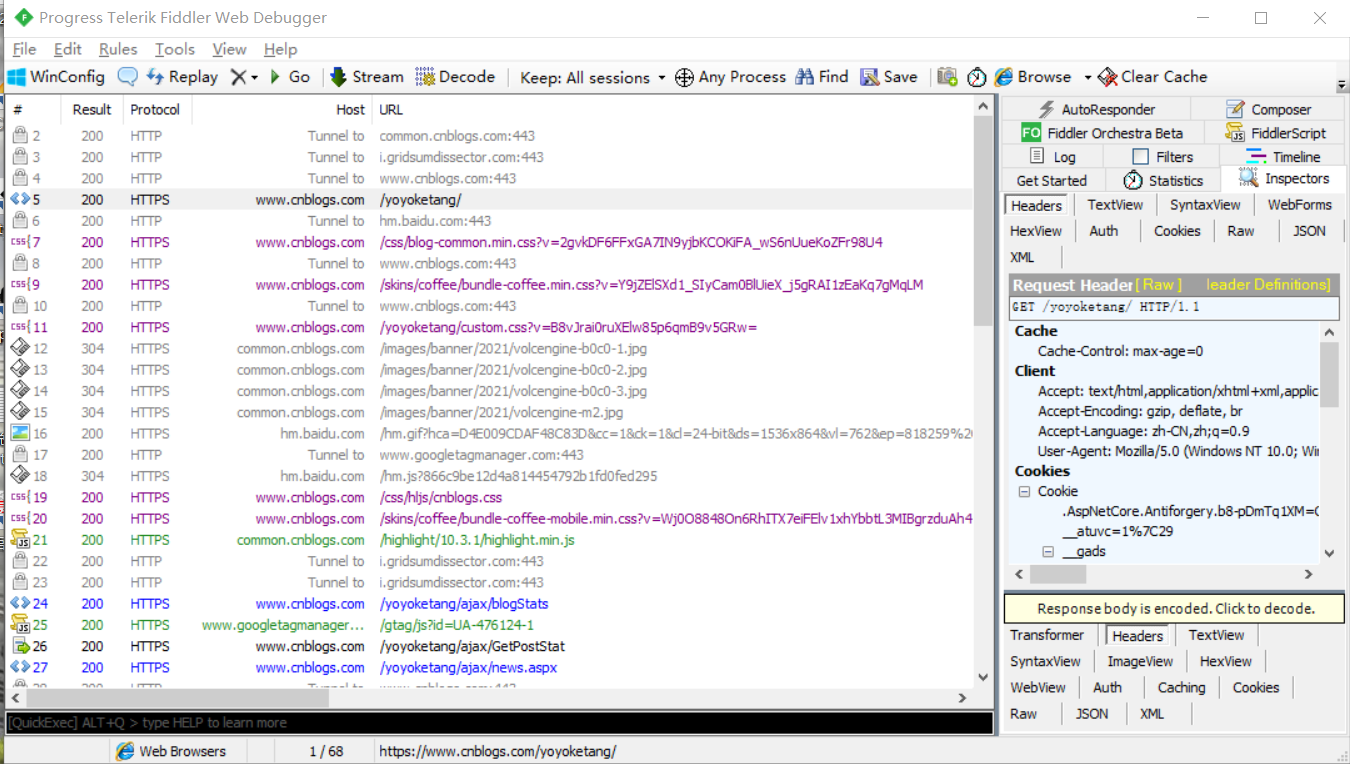 Progress Telerik Fiddler Web Debugger
File Edit Rules Tools View Help
WinConfig Replay Go Stream Decode Keep: All sessions Any Process Find Save Browse Clear Cache
# Result Protocol Host URL
2 200 HTTP Tunnel to common.cnblogs.com:443
3 200 HTTP Tunnel to i.gridsumdissector.com:443
4 200 HTTP Tunnel to www.cnblogs.com:443
5 200 HTTPS www.cnblogs.com /yoyoketang/
6 200 HTTP Tunnel to hm.baidu.com:443
7 200 HTTPS www.cnblogs.com /css/blog-common.min.css?v=2gvkDF6FFxGA7IN9yjbKCOKiFA_wS6nUueKoZFr98U4
8 200 HTTP Tunnel to www.cnblogs.com:443
9 200 HTTPS www.cnblogs.com /skins/coffee/bundle-coffee.min.css?v=Y9jZElSXd1_SIyCam0BlUieX_j5gRAI1zEaKq7gMqLM
10 200 HTTP Tunnel to www.cnblogs.com:443
11 200 HTTPS www.cnblogs.com /yoyoketang/custom.css?v=B8vJrai0ruXElw85p6qmB9v5GRw=
12 304 HTTPS common.cnblogs.com /images/banner/2021/volcengine-b0c0-1.jpg
13 304 HTTPS common.cnblogs.com /images/banner/2021/volcengine-b0c0-2.jpg
14 304 HTTPS common.cnblogs.com /images/banner/2021/volcengine-b0c0-3.jpg
15 304 HTTPS common.cnblogs.com /images/banner/2021/volcengine-m2.jpg
16 200 HTTPS hm.baidu.com /hm.gif?hca=D4E009CDAF48C83D&cc=1&ck=1&cl=24-bit&ds=1536x864&vl=762&ep=818259%2
17 200 HTTP Tunnel to www.googletagmanager.com:443
18 304 HTTPS hm.baidu.com /hm.js?866c9be12d4a814454792b1fd0fed295
19 200 HTTPS www.cnblogs.com /css/hljs/cnblogs.css
20 200 HTTPS www.cnblogs.com /skins/coffee/bundle-coffee-mobile.min.css?v=Wj0O8848On6RhITX7eiFElv1xhYbbtL3MIBgrzduAh4
21 200 HTTPS common.cnblogs.com /highlight/10.3.1/highlight.min.js
22 200 HTTP Tunnel to i.gridsumdissector.com:443
23 200 HTTP Tunnel to i.gridsumdissector.com:443
24 200 HTTPS www.cnblogs.com /yoyoketang/ajax/blogStats
25 200 HTTPS www.googletagmanager... /gtag/js?id=UA-476124-1
26 200 HTTPS www.cnblogs.com /yoyoketang/ajax/GetPostStat
27 200 HTTPS www.cnblogs.com /yoyoketang/ajax/news.aspx
[QuickExec] ALT+Q > type HELP to learn more
Web Browsers 1 / 68 https://www.cnblogs.com/yoyoketang/
AutoResponder Composer
FO Fiddler Orchestra Beta FiddlerScript
Log Filters Timeline
Get Started Statistics Inspectors
Headers TextView SyntaxView WebForms
HexView Auth Cookies Raw JSON
XML
Request Header [ Raw ] leader Definitions]
GET /yoyoketang/ HTTP/1.1
Cache
Cache-Control: max-age=0
Client
Accept: text/html,application/xhtml+xml,applic
Accept-Encoding: gzip, deflate, br
Accept-Language: zh-CN,zh;q=0.9
User-Agent: Mozilla/5.0 (Windows NT 10.0; Wi
Cookies
Cookie
.AspNetCore.Antiforgery.b8-pDmTq1XM=C
__atuvc=1%7C29
__gads
Response body is encoded. Click to decode.
Transformer Headers TextView
SyntaxView ImageView HexView
WebView Auth Caching Cookies
Raw JSON XML